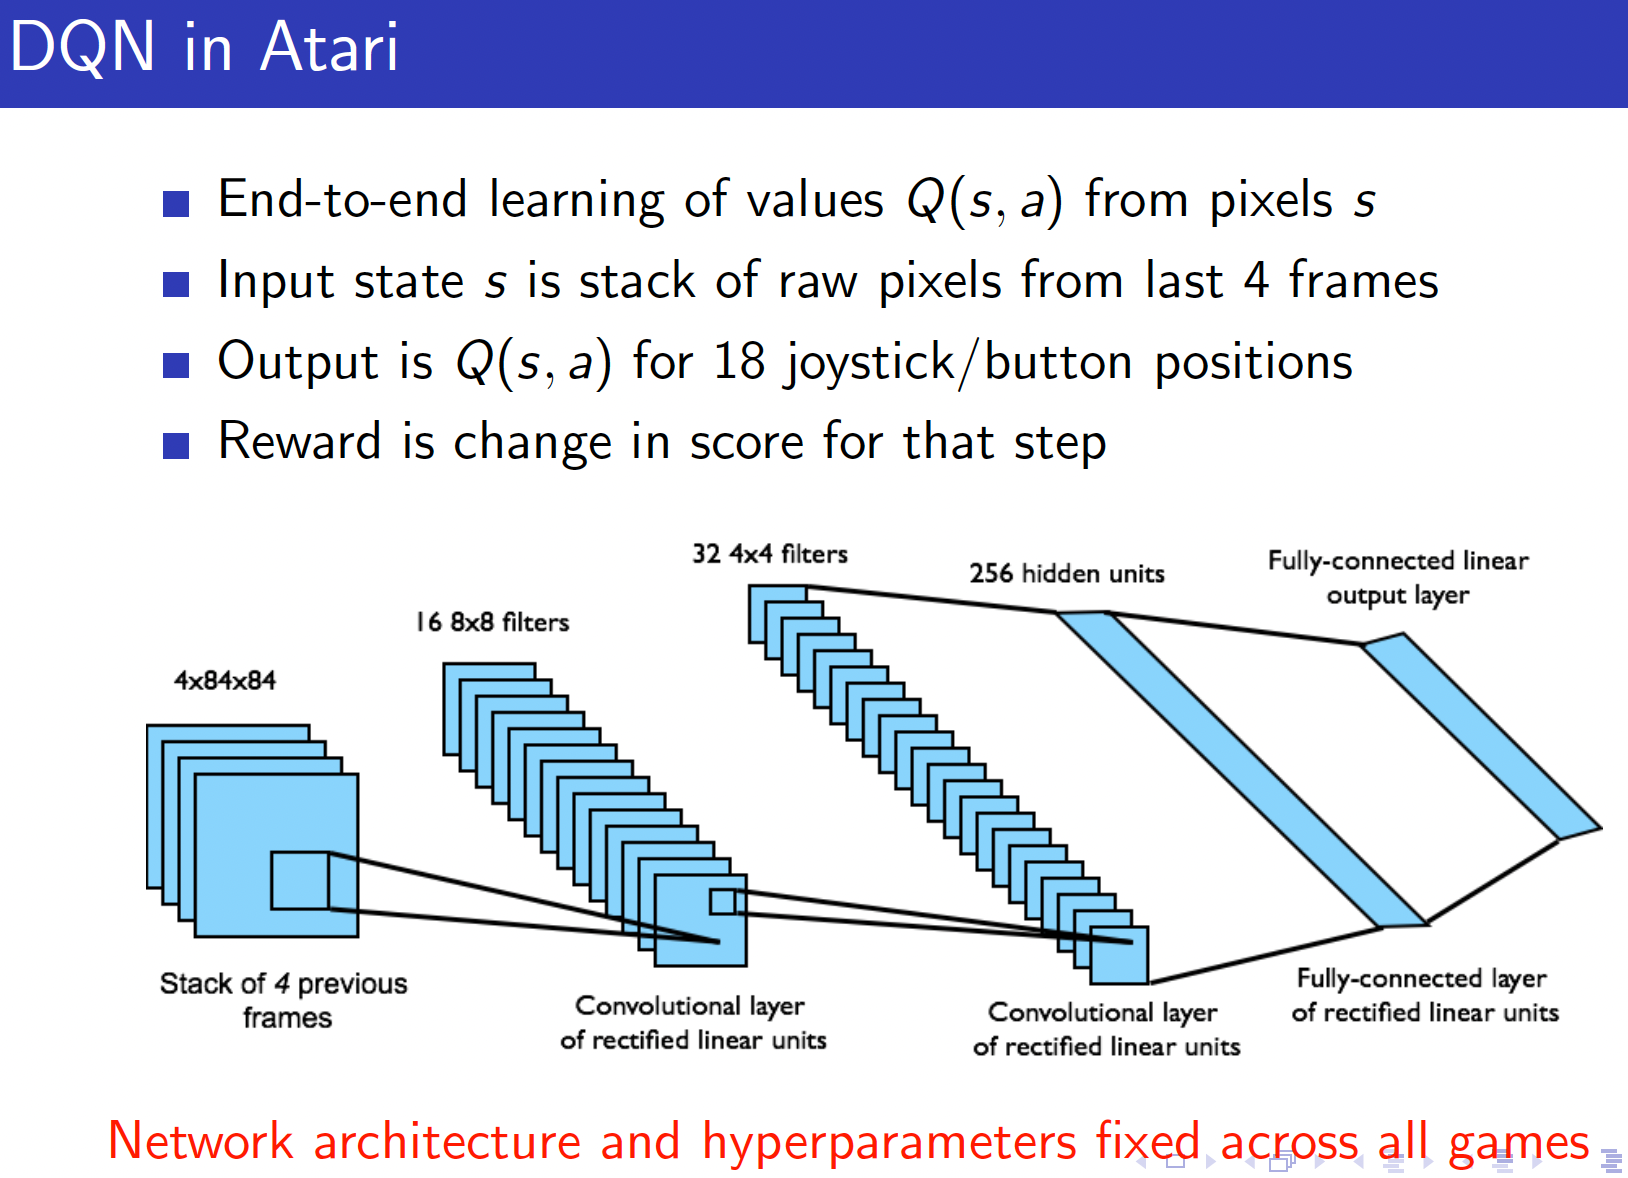 DQN in Atari
End-to-end learning of values Q(s, a) from pixels s
Input state s is stack of raw pixels from last 4 frames
Output is Q(s, a) for 18 joystick/button positions
Reward is change in score for that step
4x84x84
16 8x8 filters
32 4x4 filters
256 hidden units
Fully-connected linear
output layer
Stack of 4 previous
frames
Convolutional layer
of rectified linear units
Convolutional layer
of rectified linear units
Fully-connected layer
of rectified linear units
Network architecture and hyperparameters fixed across all games